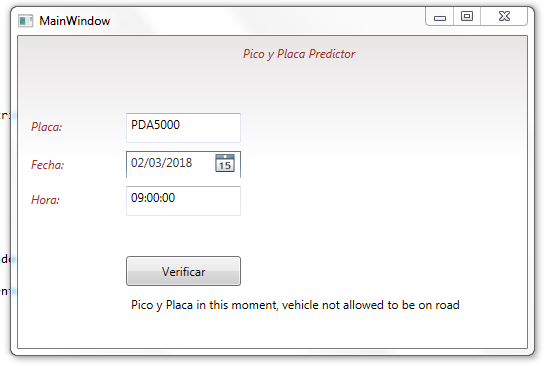 MainWindow
Pico y Placa Predictor
Placa: PDA5000
Fecha: 02/03/2018 15
Hora: 09:00:00
Verificar
Pico y Placa in this moment, vehicle not allowed to be on road